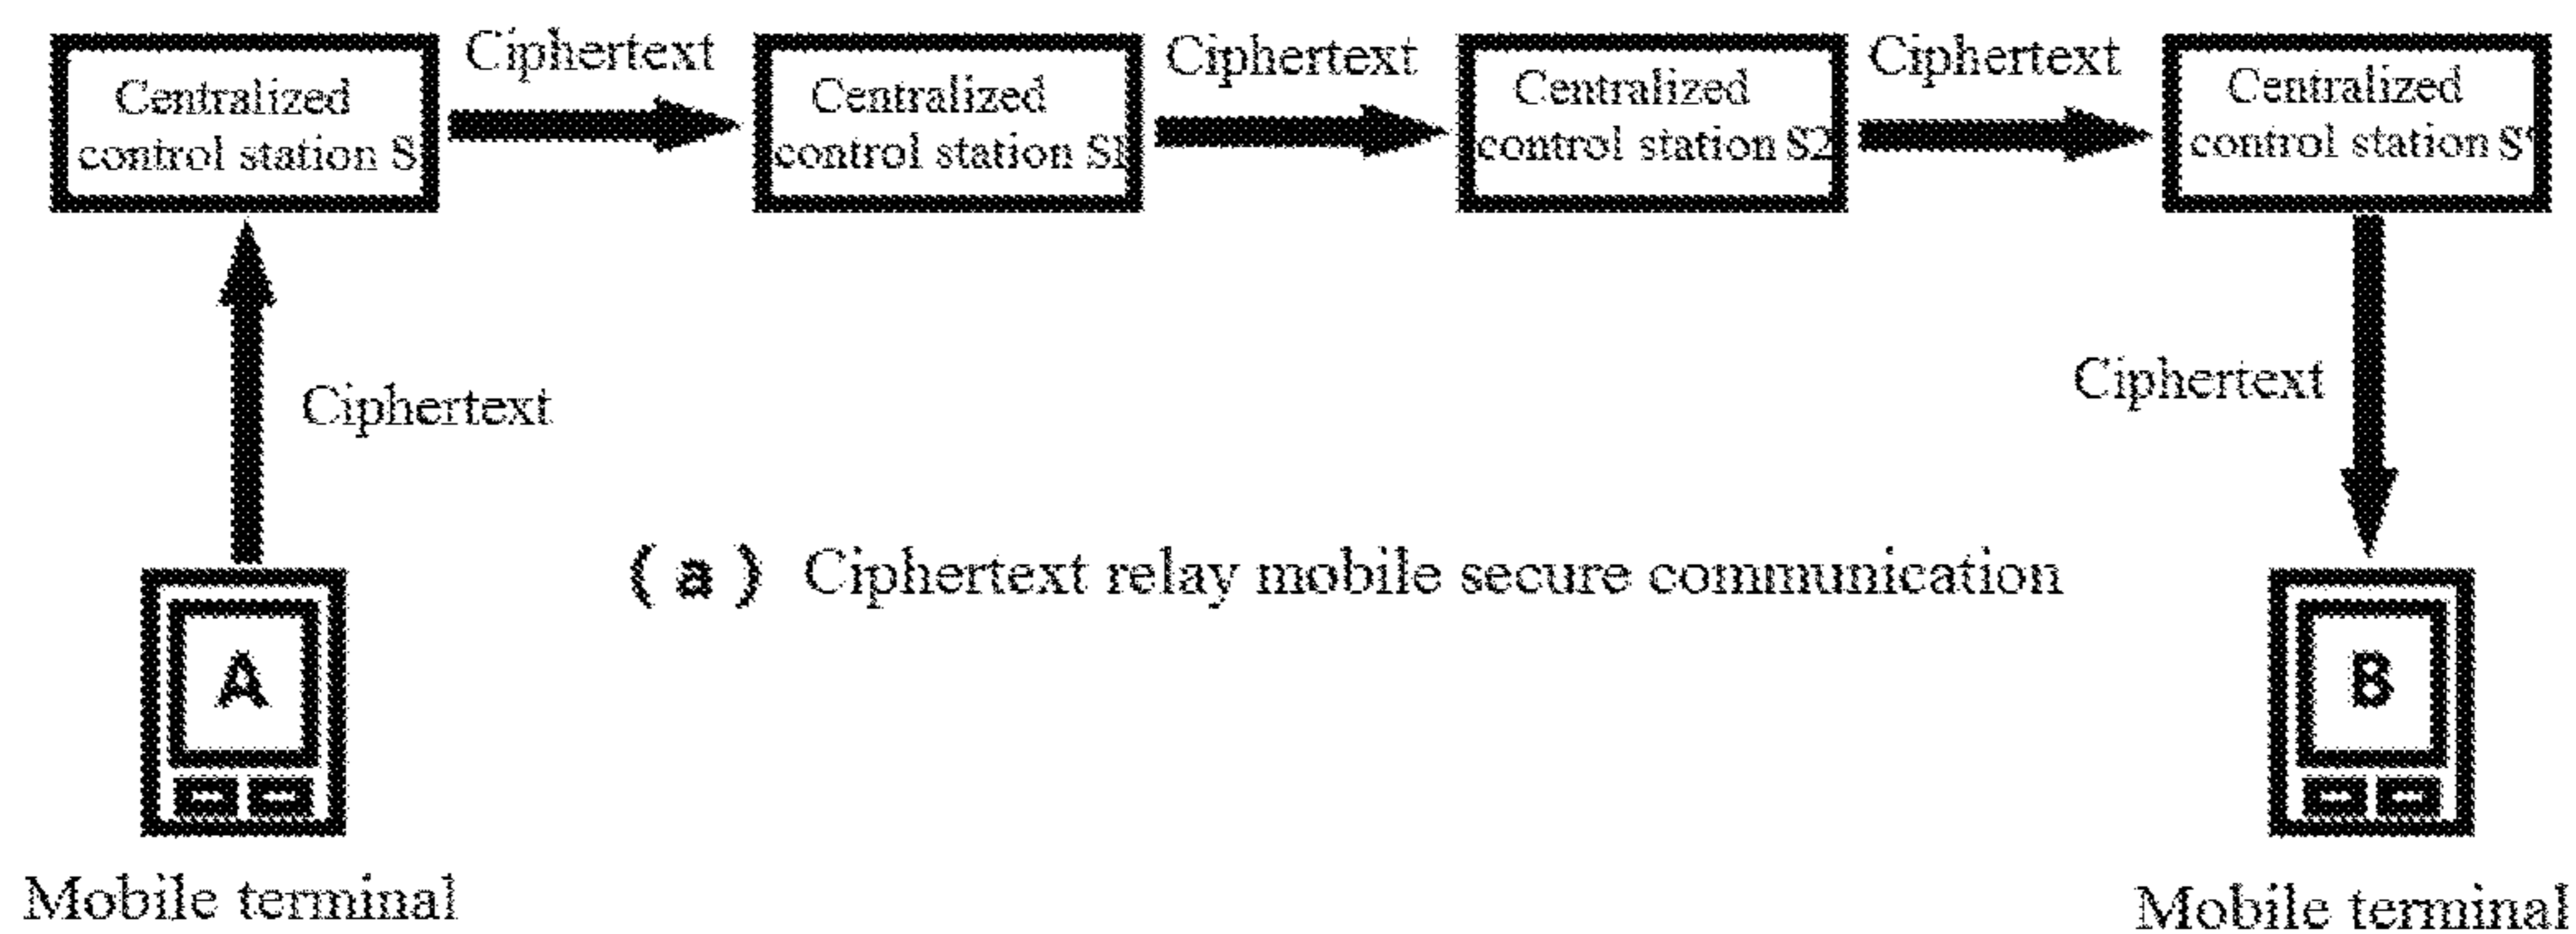 Ciphertext
Ciphertext
Ciphertext
Centralized
control station S
Centralized
control station S1
Centralized
control station S2
Centralized
control station S'
Ciphertext
Ciphertext
( a ) Ciphertext relay mobile secure communication
A
B
Mobile terminal
Mobile terminal